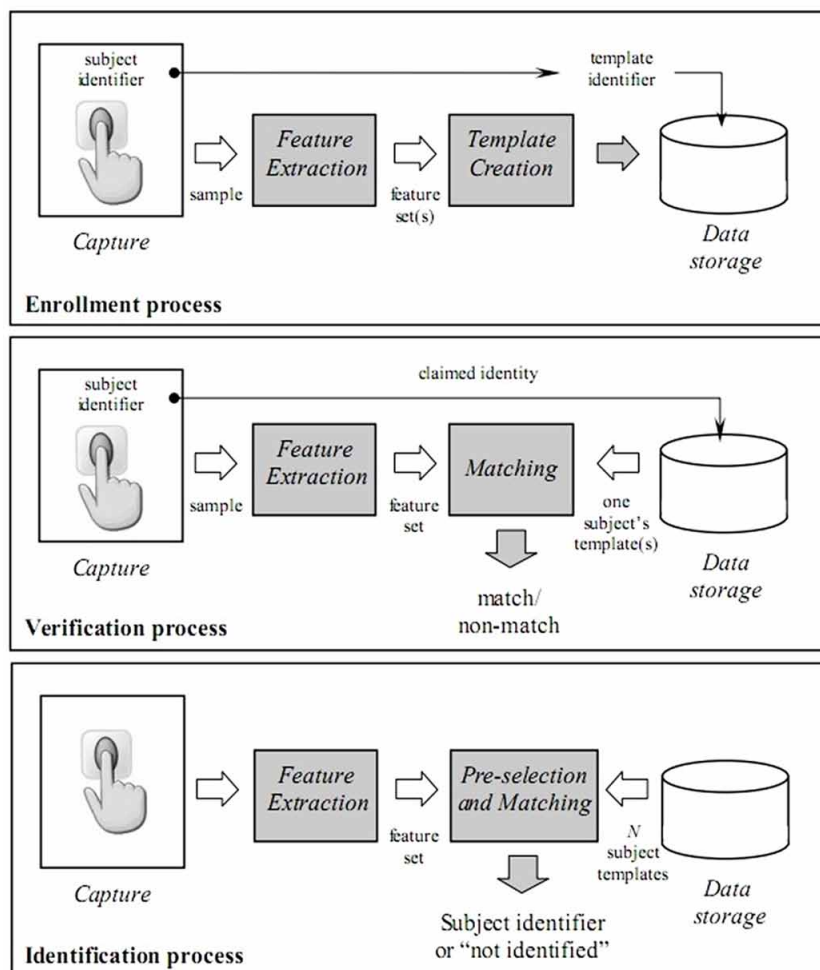 subject
identifier
template
identifier
Feature
Extraction
Template
Creation
sample
feature
set(s)
Capture
Data
storage
Enrollment process
subject
identifier
claimed identity
Feature
Extraction
Matching
sample
feature
set
one
subject's
template(s)
Capture
Data
storage
match/
non-match
Verification process
Feature
Extraction
Pre-selection
and Matching
feature
set
N
subject
templates
Capture
Data
storage
Subject identifier
or “not identified”
Identification process